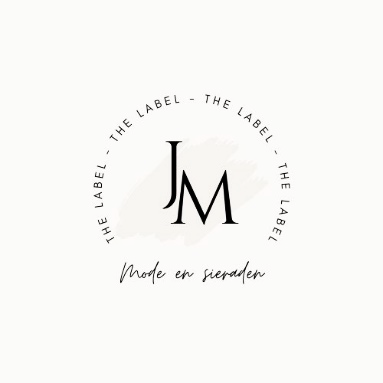 THE LABEL - THE LABEL - THE LABEL - THE LABEL
JM
Mode en sieraden